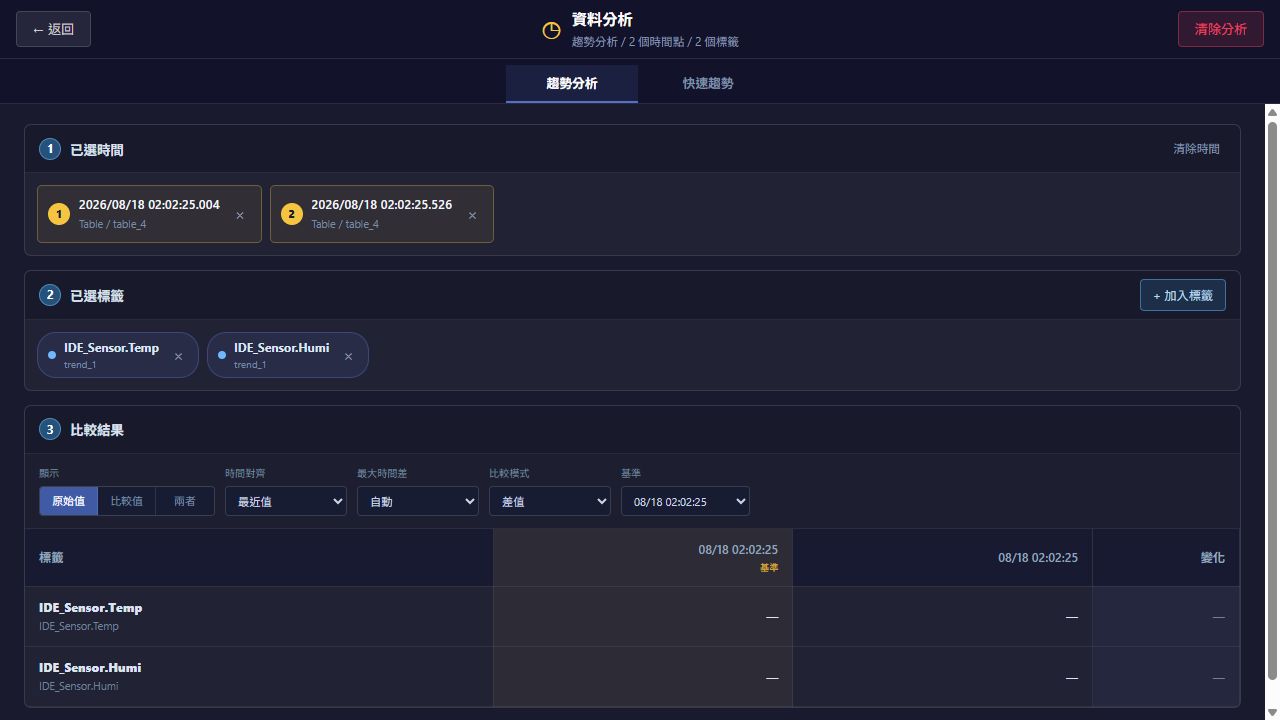 ← 返回
資料分析
趨勢分析 / 2 個時間點 / 2 個標籤
清除分析
趨勢分析
快速趨勢
1 已選時間
清除時間
1 2026/08/18 02:02:25.004 ×
Table / table_4
2 2026/08/18 02:02:25.526 ×
Table / table_4
2 已選標籤
+ 加入標籤
IDE_Sensor.Temp ×
trend_1
IDE_Sensor.Humi ×
trend_1
3 比較結果
顯示 時間對齊 最大時間差 比較模式 基準
原始值 比較值 兩者 最近值 自動 差值 08/18 02:02:25
標籤 08/18 02:02:25 08/18 02:02:25 變化
基準
IDE_Sensor.Temp — — —
IDE_Sensor.Temp
IDE_Sensor.Humi — — —
IDE_Sensor.Humi